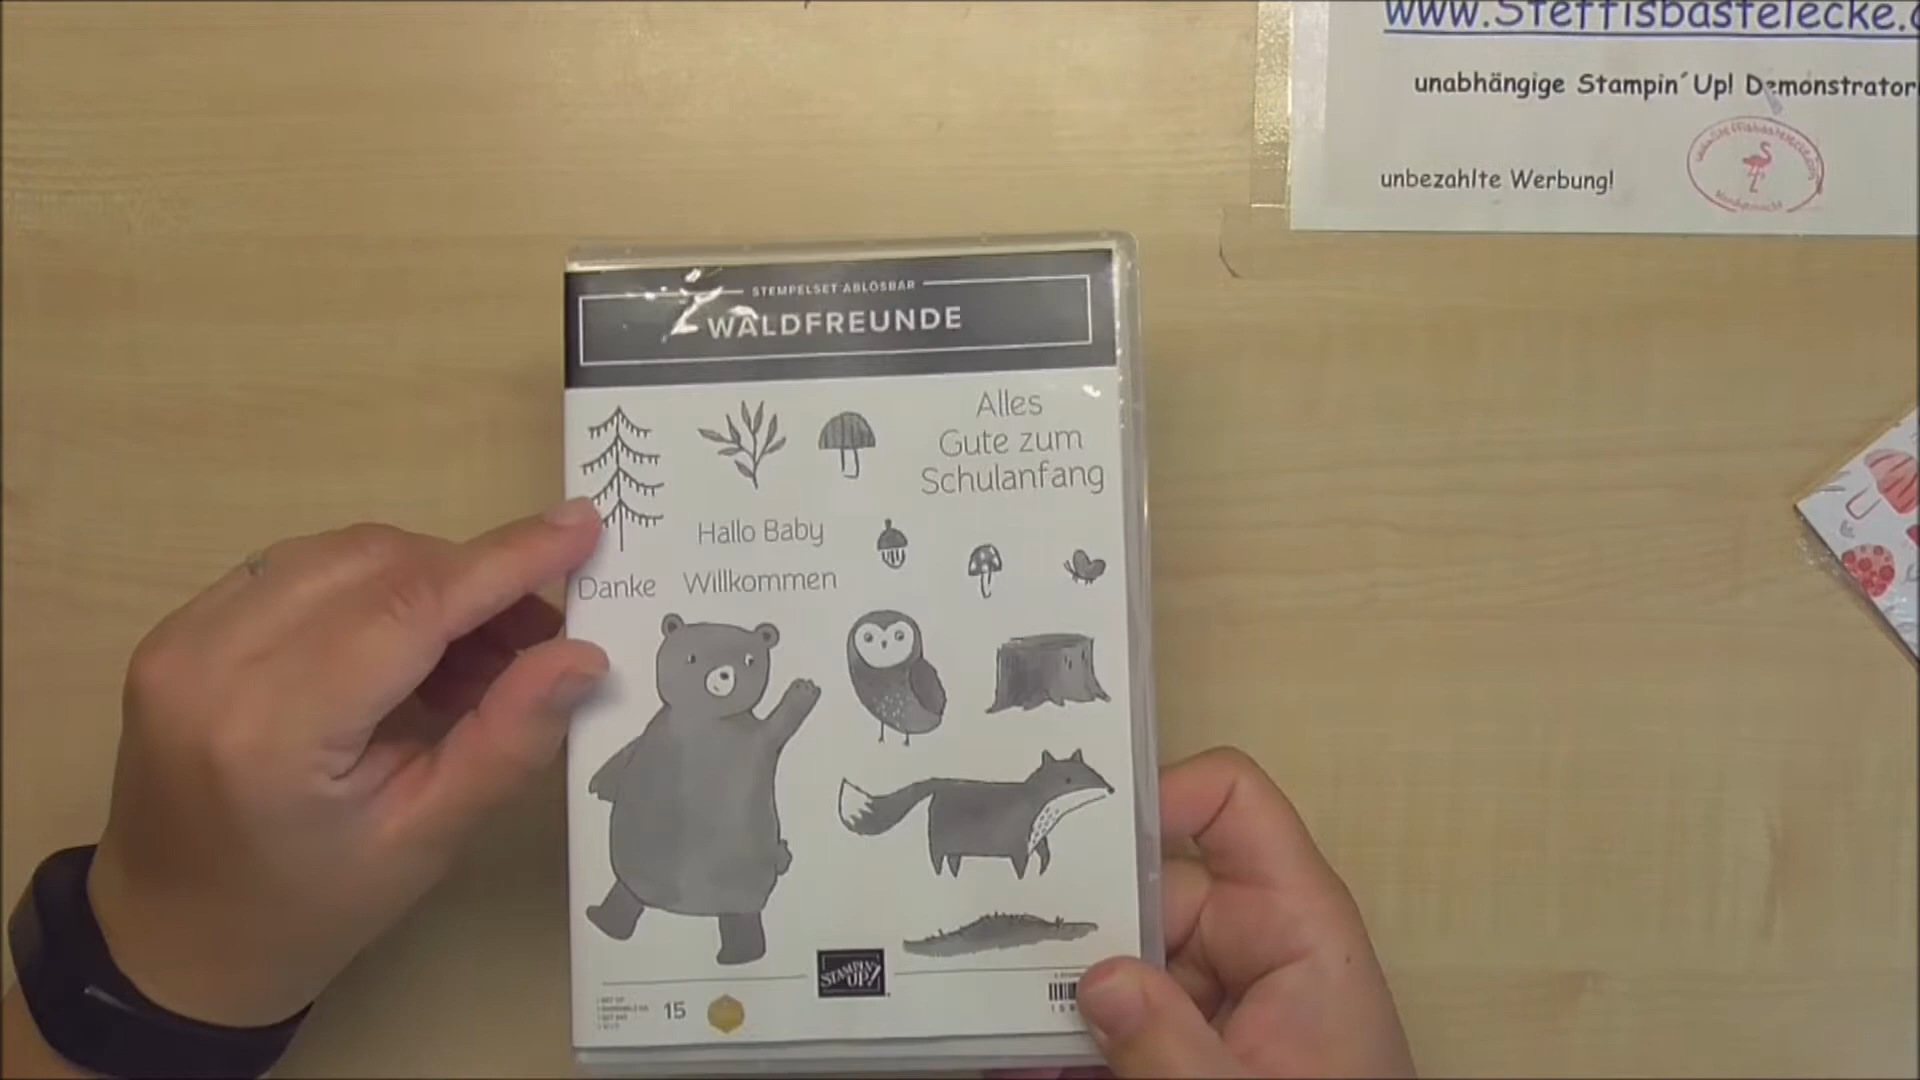 www.Steffisbastelecke.
unabhängige Stampin´Up! Demonstrator
unbezahlte Werbung!
STEMPELSET ABLÖSBAR
WALDFREUNDE
Alles
Gute zum
Schulanfang
Hallo Baby
Danke
Willkommen
STAMPIN' UP!
15